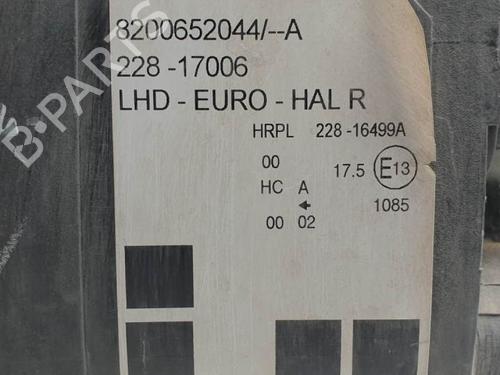 8200652044/--A
228 -17006
LHD - EURO - HAL R
HRPL 228 -16499A
00 17.5 E13
HC A
← 1085
00 02
B-PARTS